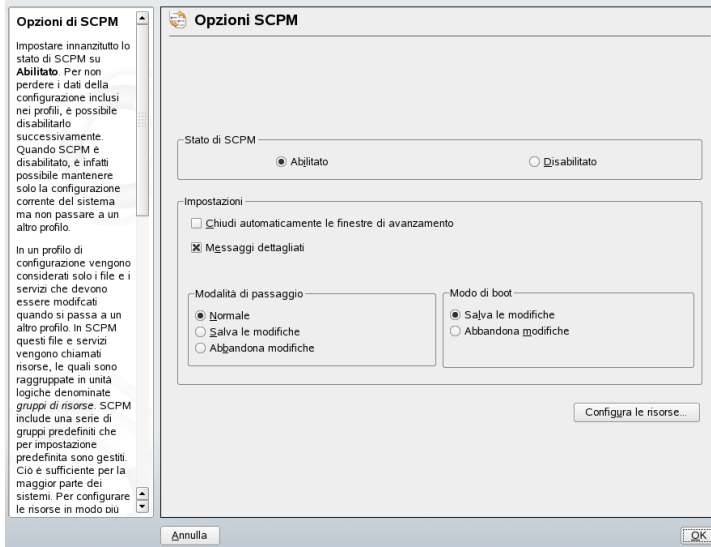 Opzioni di SCPM
Impostare innanzitutto lo
stato di SCPM su
Abilitato. Per non
perdere i dati della
configurazione inclusi
nei profili, è possibile
disabilitarlo
successivamente.
Quando SCPM è
disabilitato, è infatti
possibile mantenere
solo la configurazione
corrente del sistema
ma non passare a un
altro profilo.
In un profilo di
configurazione vengono
considerati solo i file e i
servizi che devono
essere modifcati
quando si passa a un
altro profilo. In SCPM
questi file e servizi
vengono chiamati
risorse, le quali sono
raggruppate in unità
logiche denominate
gruppi di risorse. SCPM
include una serie di
gruppi predefiniti che
per impostazione
predefinita sono gestiti.
Ciò è sufficiente per la
maggior parte dei
sistemi. Per configurare
le risorse in modo più
Opzioni SCPM
Stato di SCPM
Abilitato
Disabilitato
Impostazioni
Chiudi automaticamente le finestre di avanzamento
Messaggi dettagliati
Modalità di passaggio
Normale
Salva le modifiche
Abbandona modifiche
Modo di boot
Salva le modifiche
Abbandona modifiche
Configura le risorse...
Annulla
OK